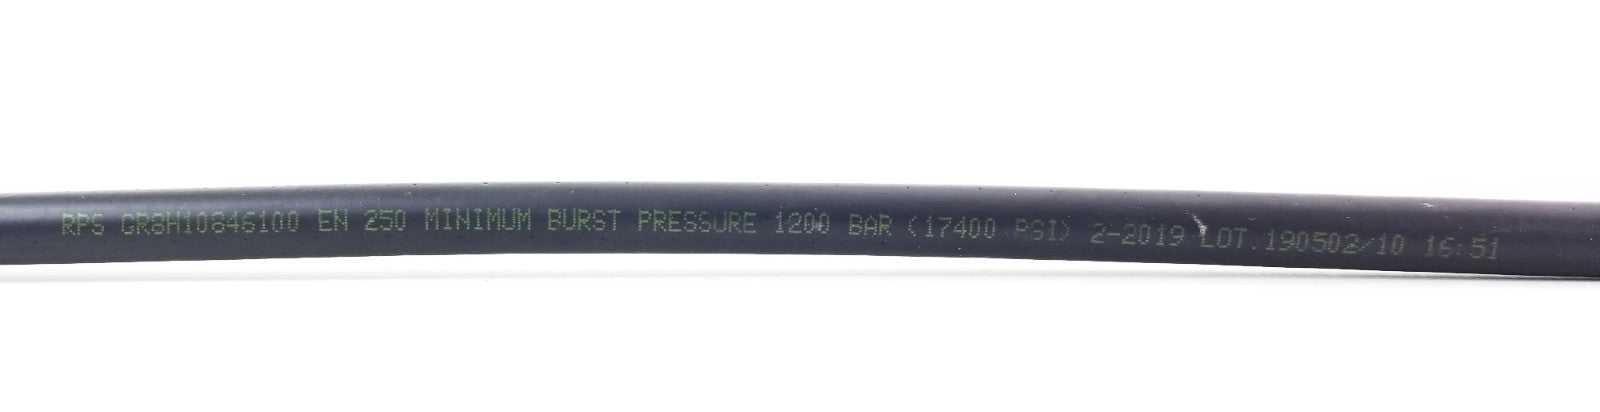 RPS GR8H10846100 EN 250 MINIMUM BURST PRESSURE 1200 BAR (17400 PSI) 2-2019 LOT.190502/10 16:51